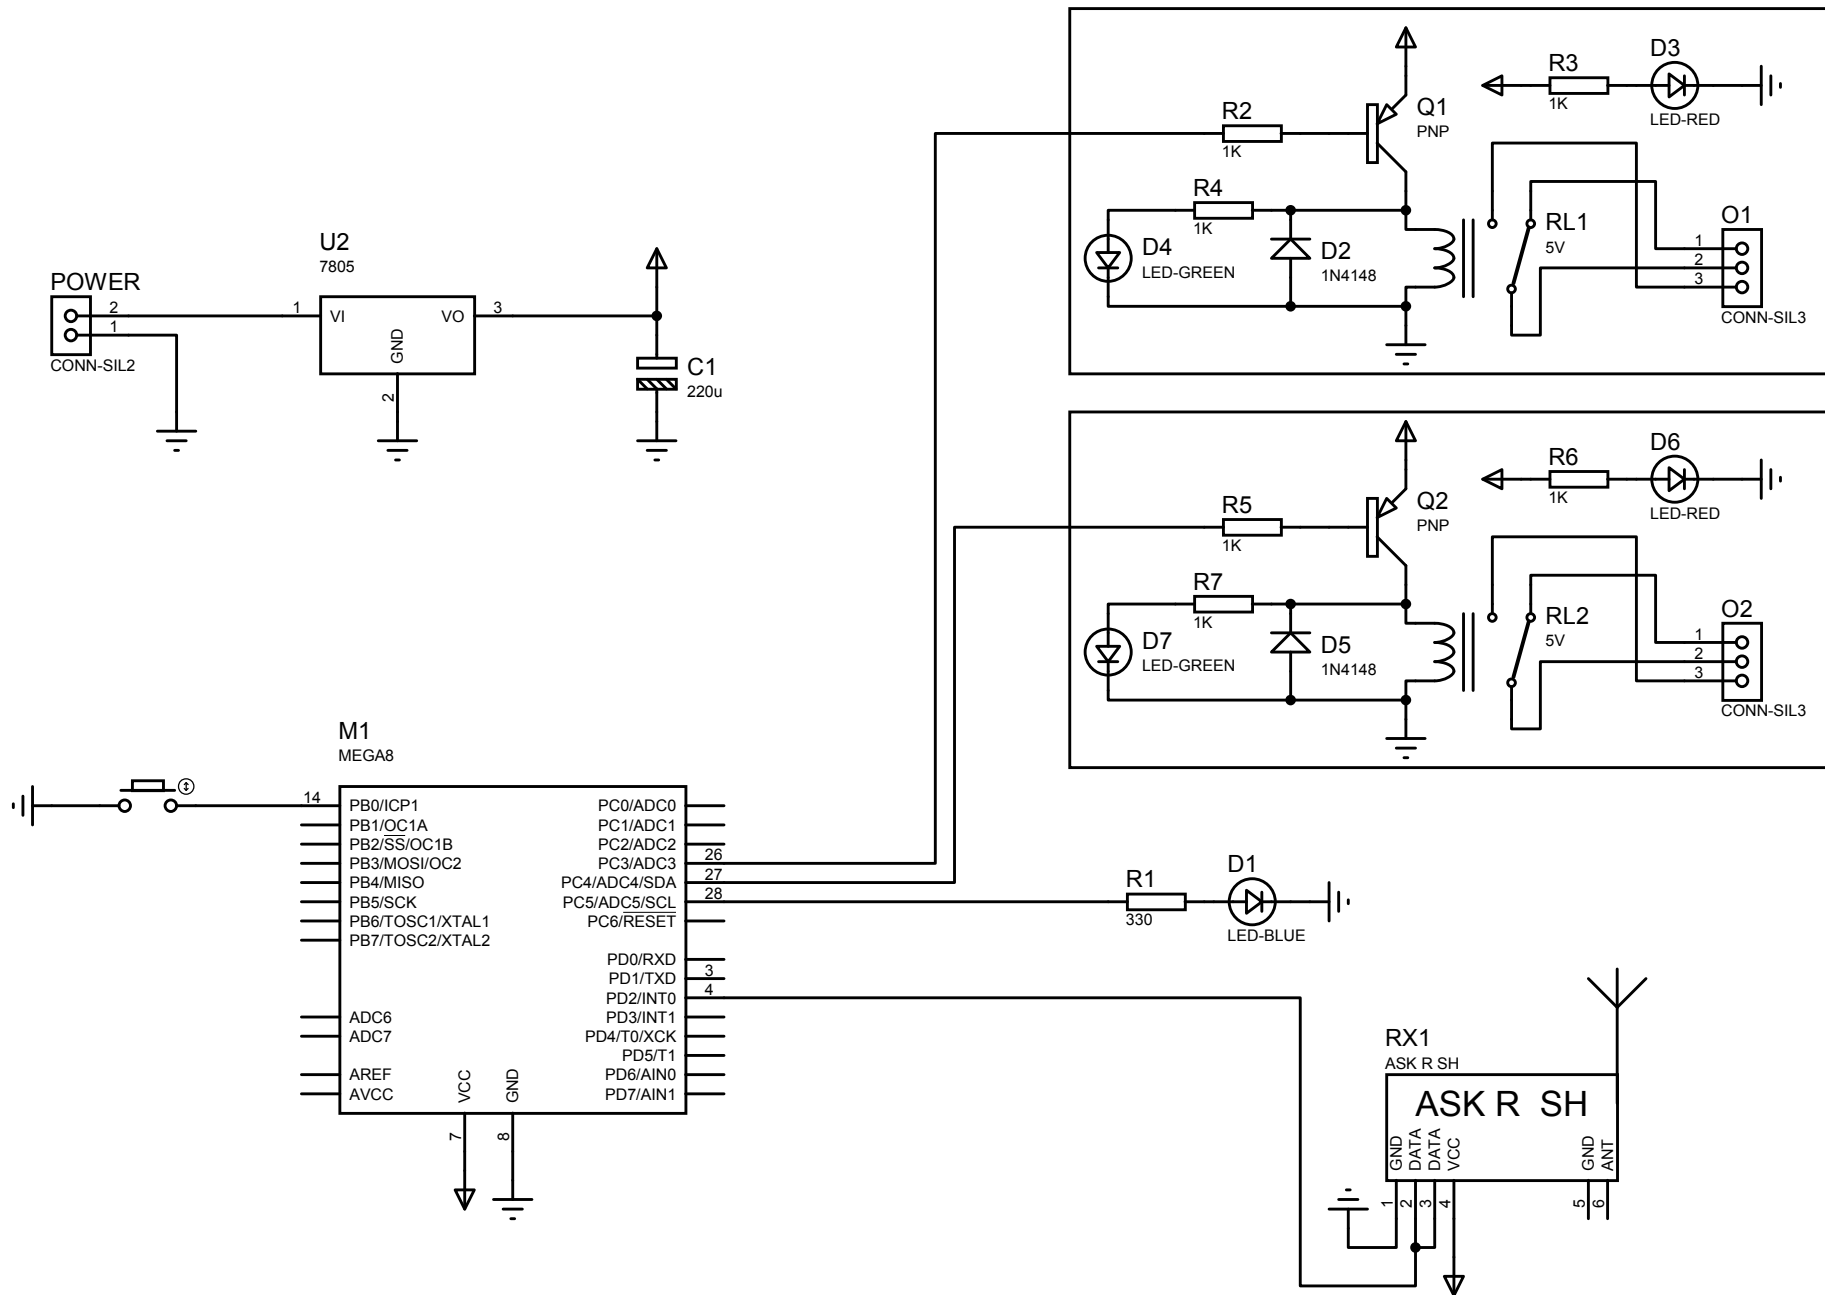 POWER
CONN-SIL2
2
1
U2
7805
1
VI
VO
3
GND
2
C1
220u
R2
1K
Q1
PNP
R3
1K
D3
LED-RED
R4
1K
D4
LED-GREEN
D2
1N4148
RL1
5V
O1
1
2
3
CONN-SIL3
R5
1K
Q2
PNP
R6
1K
D6
LED-RED
R7
1K
D7
LED-GREEN
D5
1N4148
RL2
5V
O2
1
2
3
CONN-SIL3
M1
MEGA8
14
PB0/ICP1
PB1/OC1A
PB2/SS/OC1B
PB3/MOSI/OC2
PB4/MISO
PB5/SCK
PB6/TOSC1/XTAL1
PB7/TOSC2/XTAL2
ADC6
ADC7
AREF
AVCC
VCC
7
GND
8
PC0/ADC0
PC1/ADC1
PC2/ADC2
PC3/ADC3
26
PC4/ADC4/SDA
27
PC5/ADC5/SCL
28
PC6/RESET
PD0/RXD
PD1/TXD
3
PD2/INT0
4
PD3/INT1
PD4/T0/XCK
PD5/T1
PD6/AIN0
PD7/AIN1
R1
330
D1
LED-BLUE
RX1
ASK R SH
ASK R SH
GND
DATA
DATA
VCC
GND
ANT
1
2
3
4
5
6